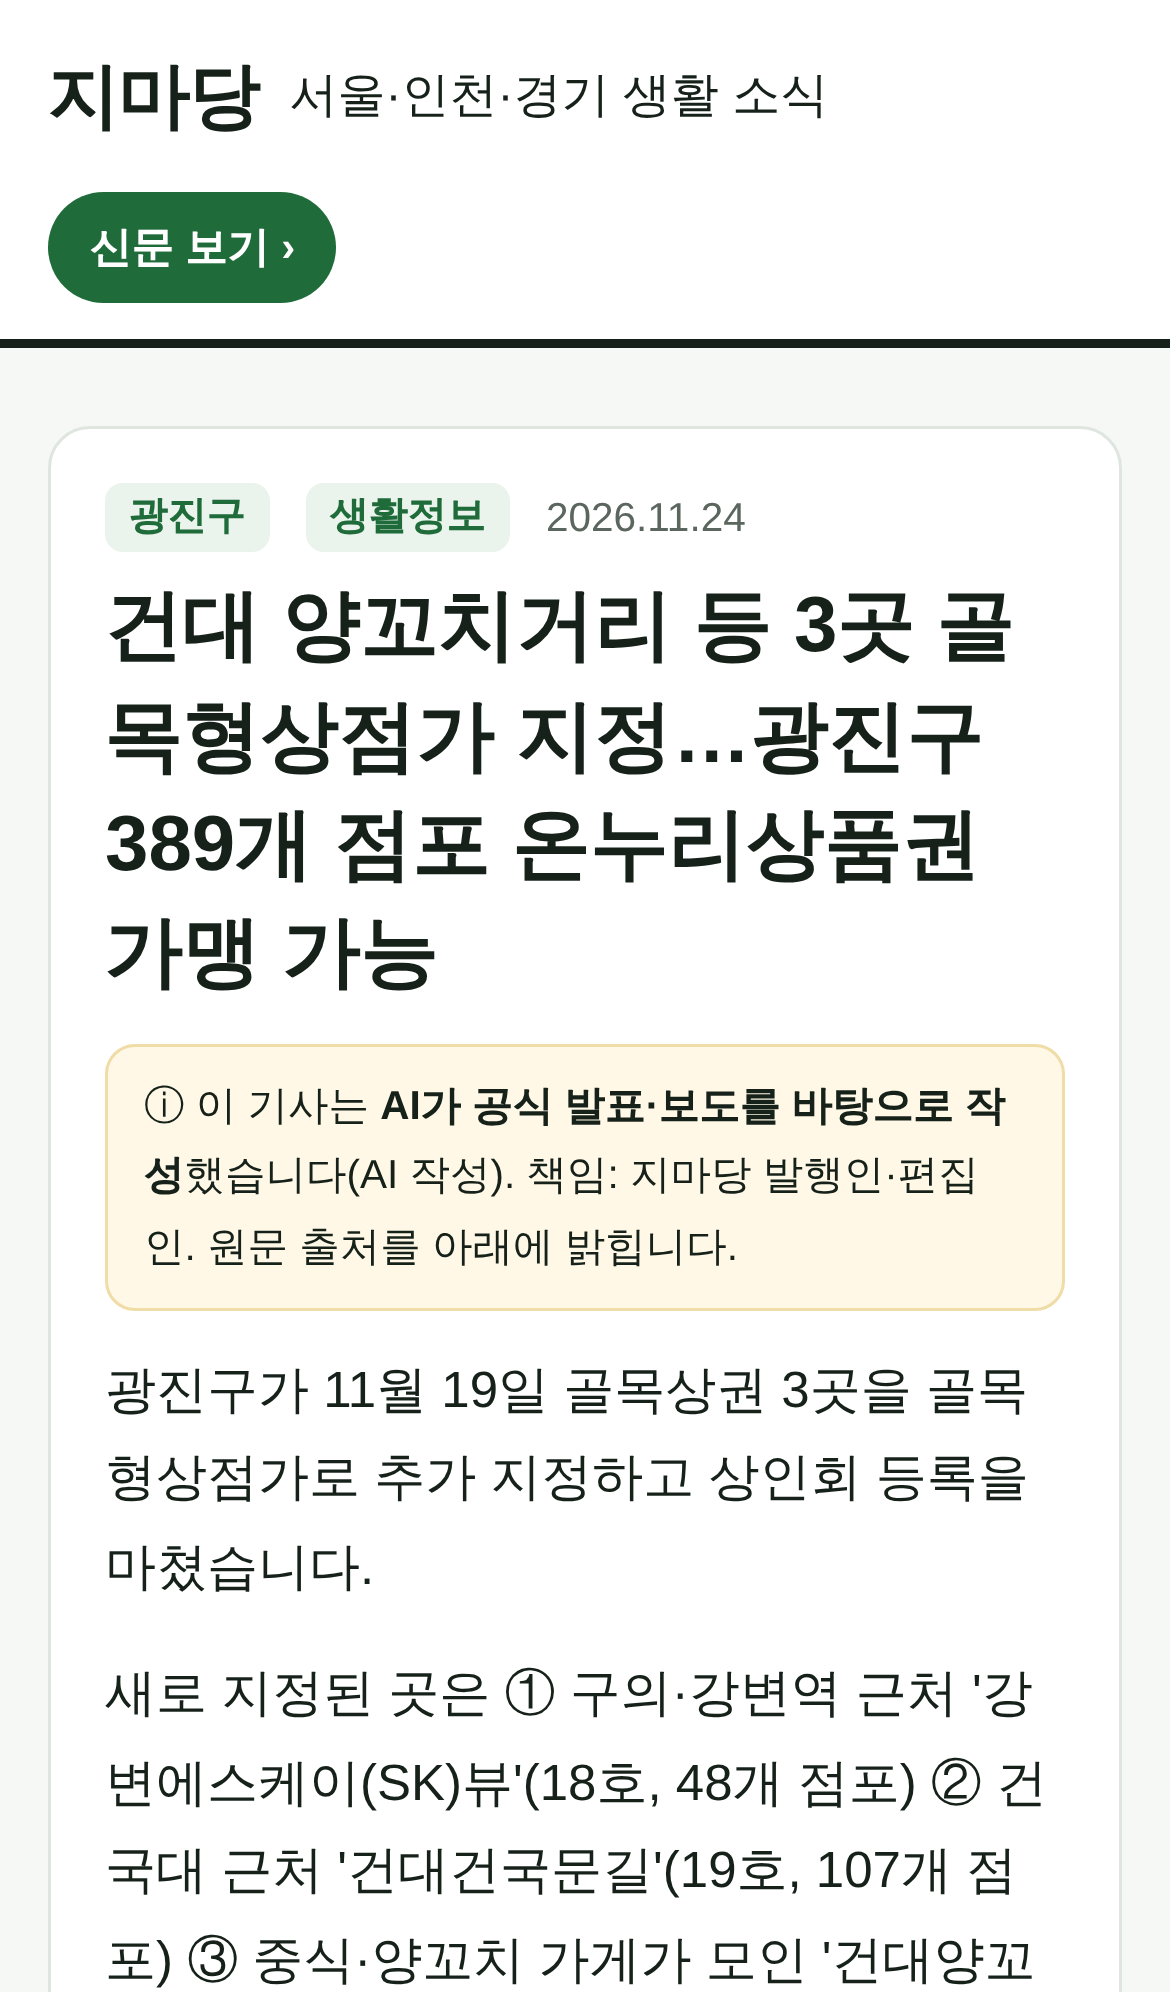 지마당 서울·인천·경기 생활 소식
신문 보기 ›
광진구 생활정보 2026.11.24
건대 양꼬치거리 등 3곳 골
목형상점가 지정…광진구
389개 점포 온누리상품권
가맹 가능
ⓘ 이 기사는 AI가 공식 발표·보도를 바탕으로 작
성했습니다(AI 작성). 책임: 지마당 발행인·편집
인. 원문 출처를 아래에 밝힙니다.
광진구가 11월 19일 골목상권 3곳을 골목
형상점가로 추가 지정하고 상인회 등록을
마쳤습니다.
새로 지정된 곳은 ① 구의·강변역 근처 '강
변에스케이(SK)뷰'(18호, 48개 점포) ② 건
국대 근처 '건대건국문길'(19호, 107개 점
포) ③ 중식·양꼬치 가게가 모인 '건대양꼬